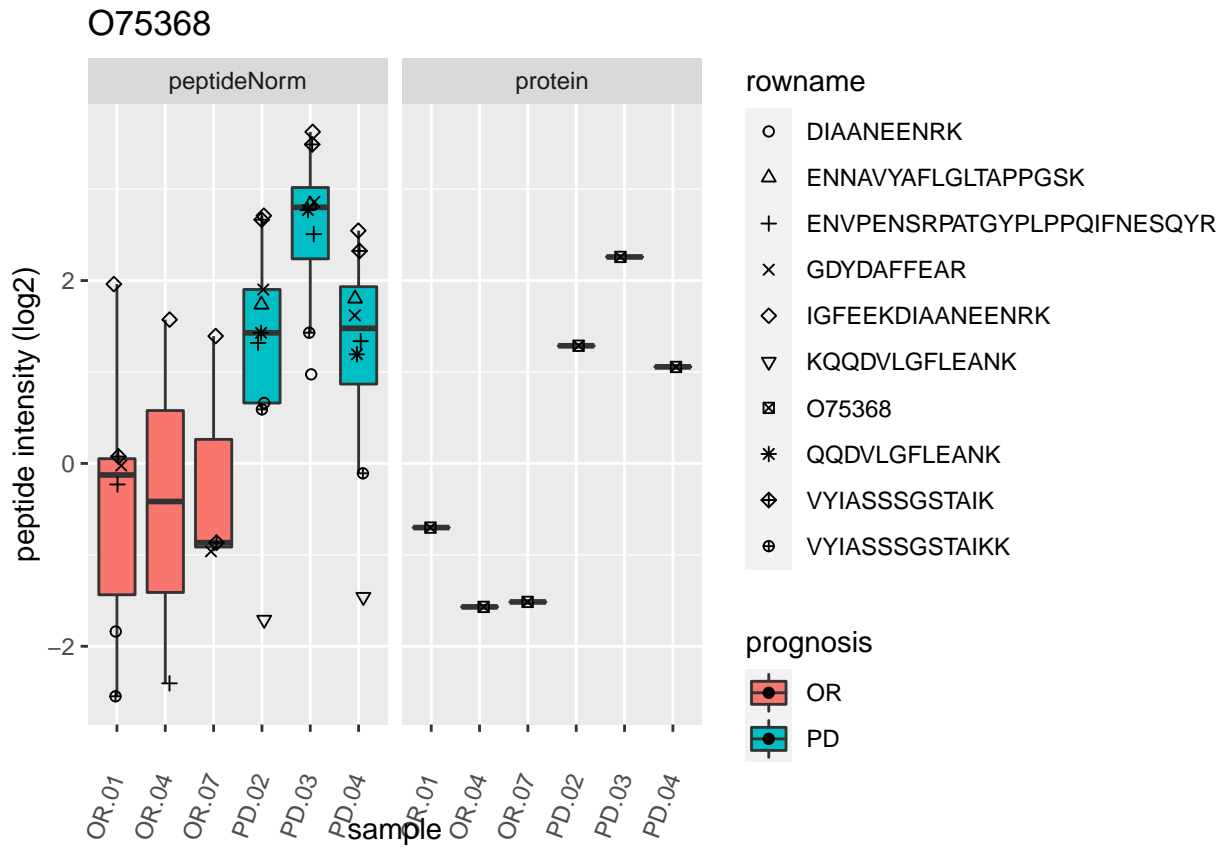 O75368
peptideNorm
protein
peptide intensity (log2)
2
0
−2
OR.01
OR.04
OR.07
PD.02
PD.03
PD.04
OR.01
OR.04
OR.07
PD.02
PD.03
PD.04
sample
rowname
DIAANEENRK
ENNAVYAFLGLTAPPGSK
ENVPENSRPATGYPLPPQIFNESQYR
GDYDAFFEAR
IGFEEKDIAANEENRK
KQQDVLGFLEANK
O75368
QQDVLGFLEANK
VYIASSSGSTAIK
VYIASSSGSTAIKK
prognosis
OR
PD